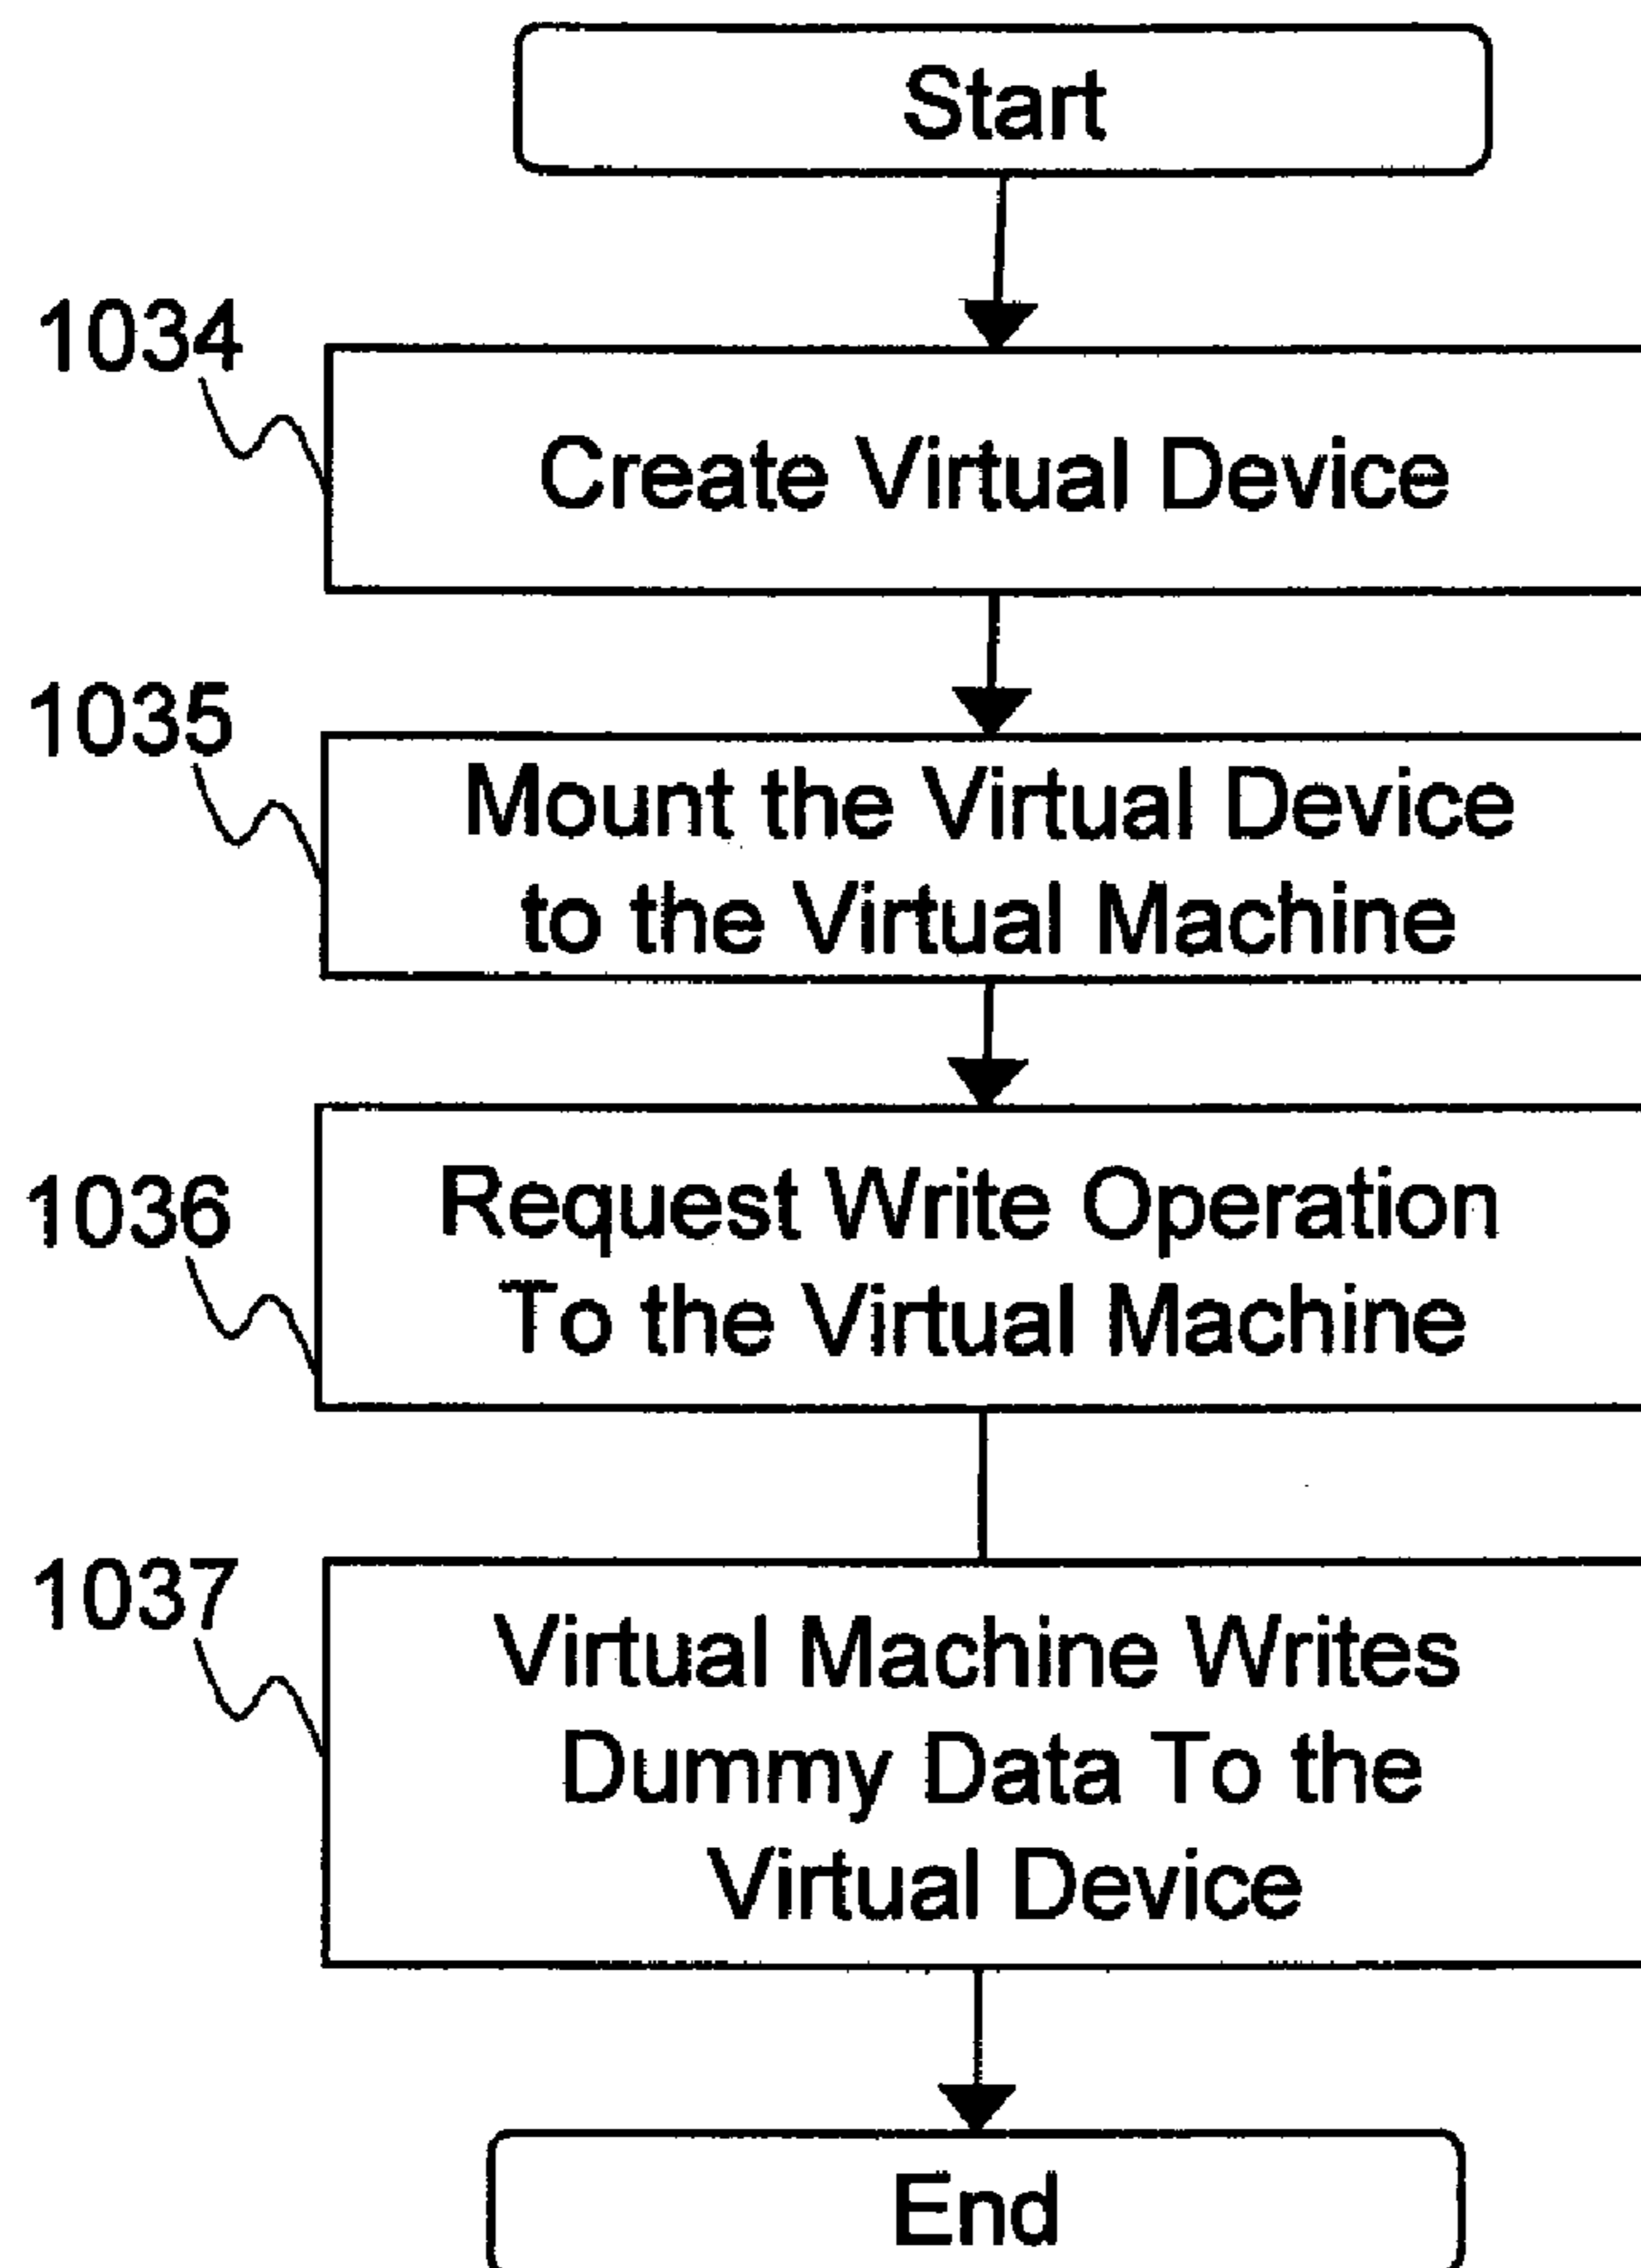 Start
1034
Create Virtual Device
1035
Mount the Virtual Device
to the Virtual Machine
1036
Request Write Operation
To the Virtual Machine
1037
Virtual Machine Writes
Dummy Data To the
Virtual Device
End